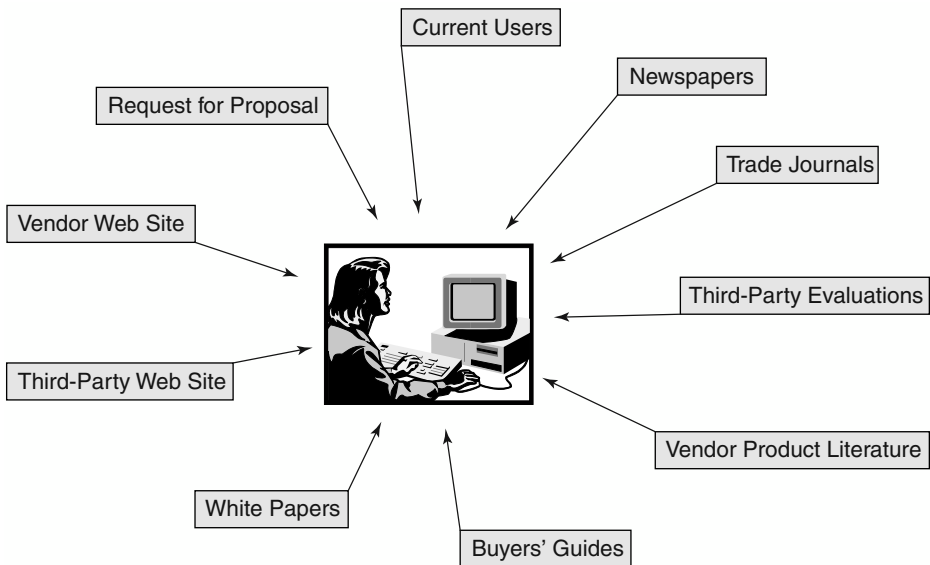 Current Users
Newspapers
Request for Proposal
Trade Journals
Vendor Web Site
Third-Party Evaluations
Third-Party Web Site
Vendor Product Literature
White Papers
Buyers’ Guides